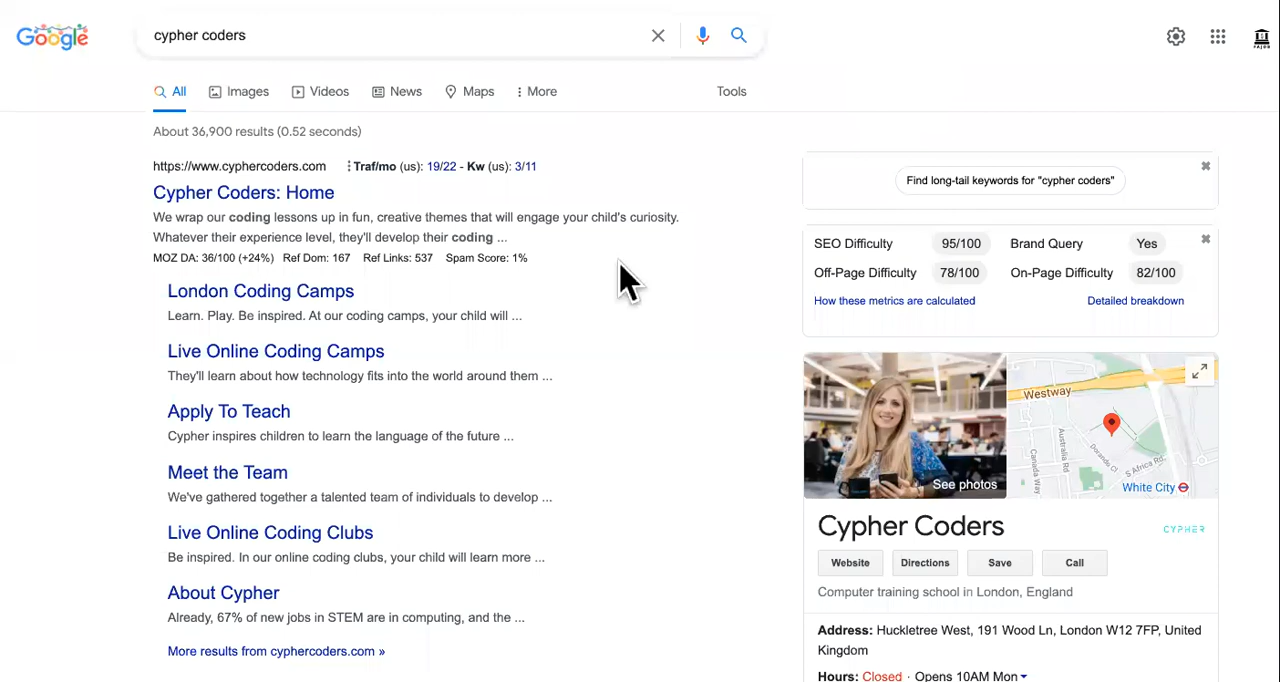 Google
cypher coders
All
Images
Videos
News
Maps
More
Tools
About 36,900 results (0.52 seconds)
https://www.cyphercoders.com
Traf/mo (us): 19/22 - Kw (us): 3/11
Cypher Coders: Home
We wrap our coding lessons up in fun, creative themes that will engage your child's curiosity.
Whatever their experience level, they'll develop their coding ...
MOZ DA: 36/100 (+24%) Ref Dom: 167 Ref Links: 537 Spam Score: 1%
London Coding Camps
Learn. Play. Be inspired. At our coding camps, your child will ...
Live Online Coding Camps
They'll learn about how technology fits into the world around them ...
Apply To Teach
Cypher inspires children to learn the language of the future ...
Meet the Team
We've gathered together a talented team of individuals to develop ...
Live Online Coding Clubs
Be inspired. In our online coding clubs, your child will learn more ...
About Cypher
Already, 67% of new jobs in STEM are in computing, and the ...
More results from cyphercoders.com »
Find long-tail keywords for "cypher coders"
SEO Difficulty 95/100 Brand Query Yes
Off-Page Difficulty 78/100 On-Page Difficulty 82/100
How these metrics are calculated
Detailed breakdown
See photos
Westway
Australia Rd
Canada Way
Dorando Cl
S Africa Rd
White City
Cypher Coders
CYPHER
Website
Directions
Save
Call
Computer training school in London, England
Address: Huckletree West, 191 Wood Ln, London W12 7FP, United
Kingdom
Hours: Closed · Opens 10AM Mon